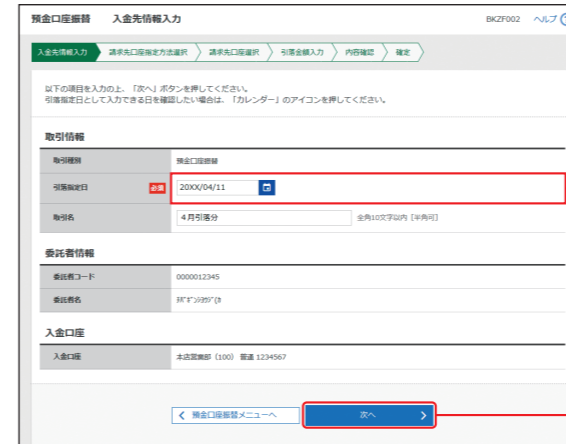 預金口座振替　入金先情報入力　BKZF002　ヘルプ
入金先情報入力　請求先口座指定方法選択　請求先口座選択　引落金額入力　内容確認　確定
以下の項目を入力の上、「次へ」ボタンを押してください。
引落指定日として入力できる日を確認したい場合は、「カレンダー」のアイコンを押してください。
取引情報
取引種別　預金口座振替
引落指定日　必須　20XX/04/11
取引名　４月引落分　全角10文字以内［半角可］
委託者情報
委託者コード　0000012345
委託者名
入金口座
入金口座　本店営業部（100） 普通 1234567
預金口座振替メニューへ　次へ